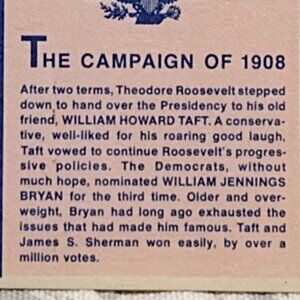 THE CAMPAIGN OF 1908
After two terms, Theodore Roosevelt stepped
down to hand over the Presidency to his old
friend, WILLIAM HOWARD TAFT. A conserva-
tive, well-liked for his roaring good laugh,
Taft vowed to continue Roosevelt's progres-
sive policies. The Democrats, without
much hope, nominated WILLIAM JENNINGS
BRYAN for the third time. Older and over-
weight, Bryan had long ago exhausted the
issues that had made him famous. Taft and
James S. Sherman won easily, by over a
million votes.